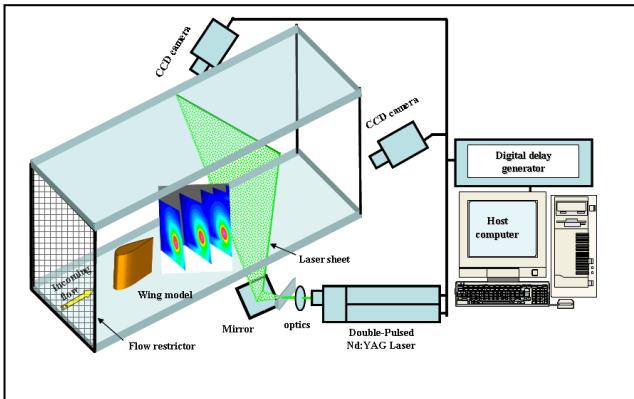 CCD camera
CCD camera
Digital delay
generator
Host
computer
Laser sheet
Wing model
Incoming
flow
Mirror
optics
Double-Pulsed
Nd:YAG Laser
Flow restrictor